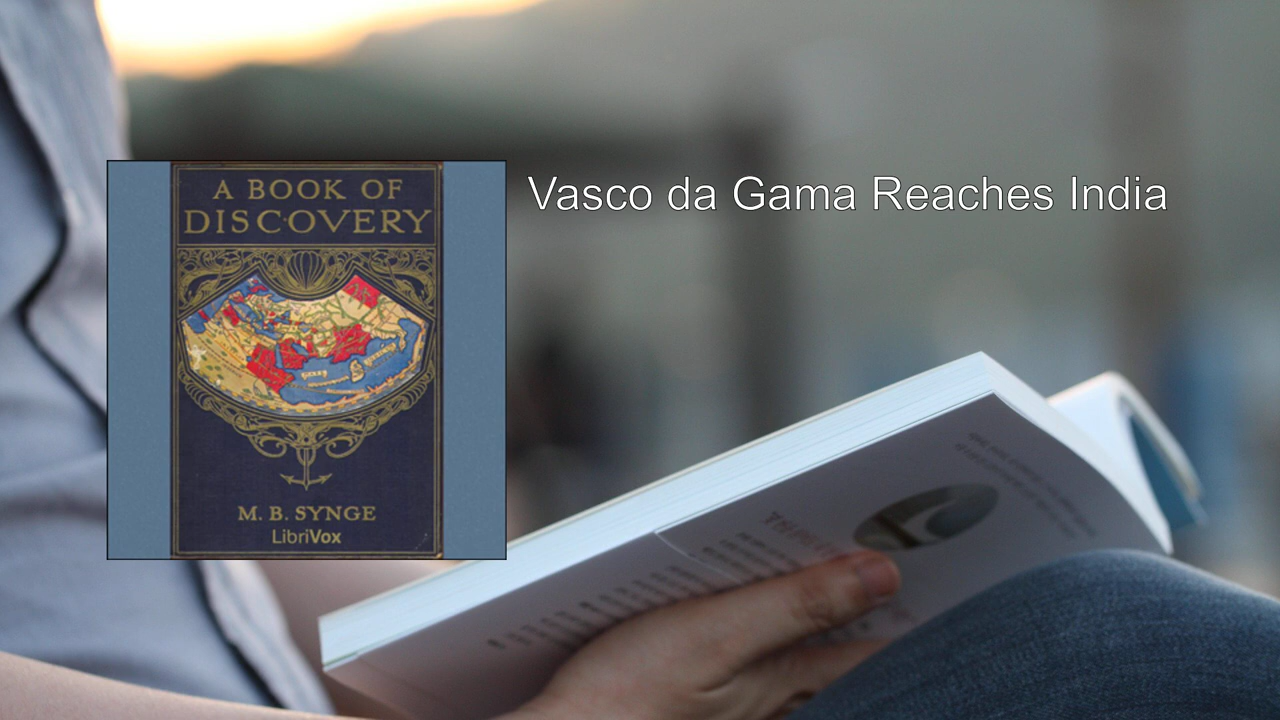 A BOOK OF
DISCOVERY
M. B. SYNGE
LibriVox
Vasco da Gama Reaches India